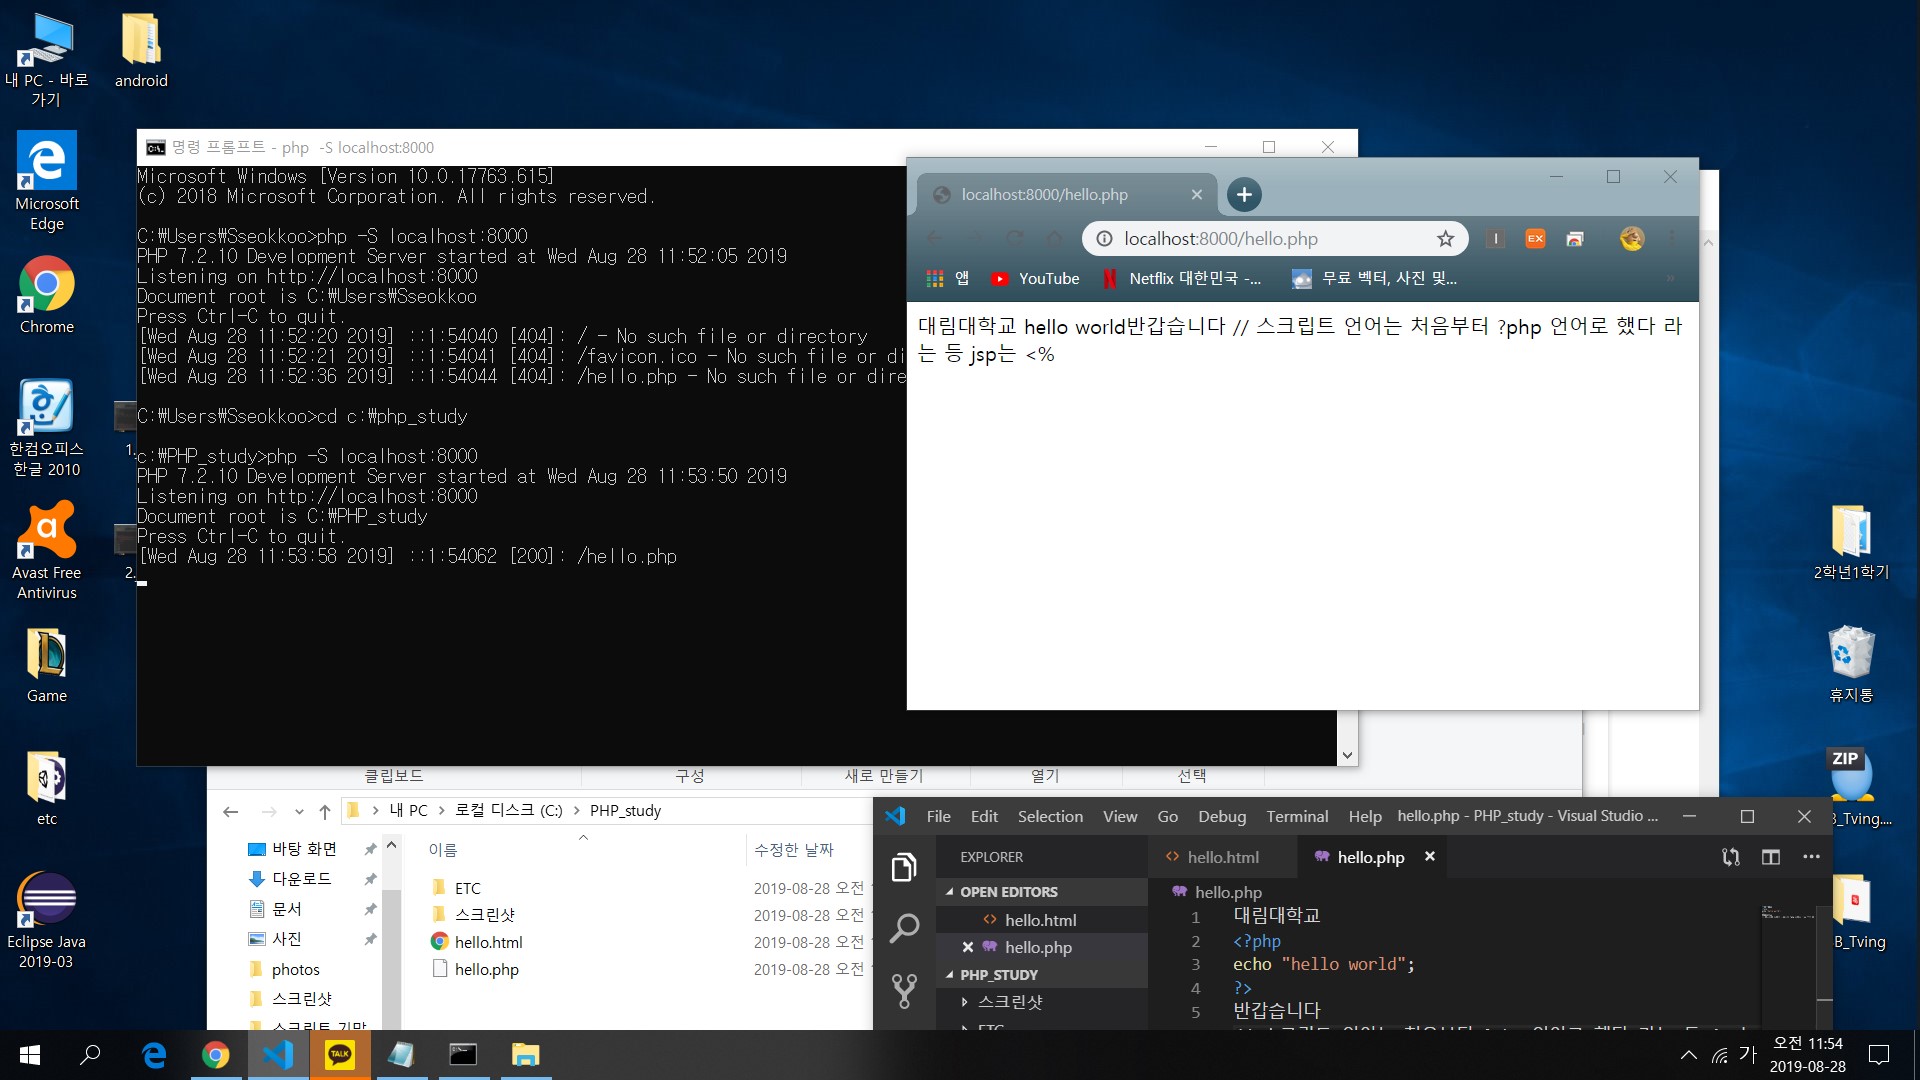 내 PC - 바로
가기
android
Microsoft
Edge
Chrome
한컴오피스
한글 2010
Avast Free
Antivirus
Game
etc
Eclipse Java
2019-03
1.
2.
명령 프롬프트 - php  -S localhost:8000
Microsoft Windows [Version 10.0.17763.615]
(c) 2018 Microsoft Corporation. All rights reserved.
C:₩Users₩Sseokkoo>php -S localhost:8000
PHP 7.2.10 Development Server started at Wed Aug 28 11:52:05 2019
Listening on http://localhost:8000
Document root is C:₩Users₩Sseokkoo
Press Ctrl-C to quit.
[Wed Aug 28 11:52:20 2019] ::1:54040 [404]: / - No such file or directory
[Wed Aug 28 11:52:21 2019] ::1:54041 [404]: /favicon.ico - No such file or di
[Wed Aug 28 11:52:36 2019] ::1:54044 [404]: /hello.php - No such file or dire
C:₩Users₩Sseokkoo>cd c:₩php_study
c:₩PHP_study>php -S localhost:8000
PHP 7.2.10 Development Server started at Wed Aug 28 11:53:50 2019
Listening on http://localhost:8000
Document root is C:₩PHP_study
Press Ctrl-C to quit.
[Wed Aug 28 11:53:58 2019] ::1:54062 [200]: /hello.php
localhost:8000/hello.php
localhost:8000/hello.php
I
EX
앱 YouTube Netflix 대한민국 -... 무료 벡터, 사진 및...
대림대학교 hello world반갑습니다 // 스크립트 언어는 처음부터 ?php 언어로 했다 라
는 등 jsp는 <%
클립보드 구성 새로 만들기 열기 선택
내 PC > 로컬 디스크 (C:) > PHP_study
바탕 화면
다운로드
문서
사진
photos
스크린샷
이름 수정한 날짜
ETC 2019-08-28 오전
스크린샷 2019-08-28 오전
hello.html 2019-08-28 오전
hello.php 2019-08-28 오전
File Edit Selection View Go Debug Terminal Help hello.php - PHP_study - Visual Studio ...
EXPLORER
OPEN EDITORS
hello.html
hello.php
PHP_STUDY
스크린샷
ETC
hello.html hello.php
hello.php
1 대림대학교
2 <?php
3 echo "hello world";
4 ?>
5 반갑습니다
2학년1학기
휴지통
ZIP
B_Tving....
B_Tving
TALK
가
오전 11:54
2019-08-28